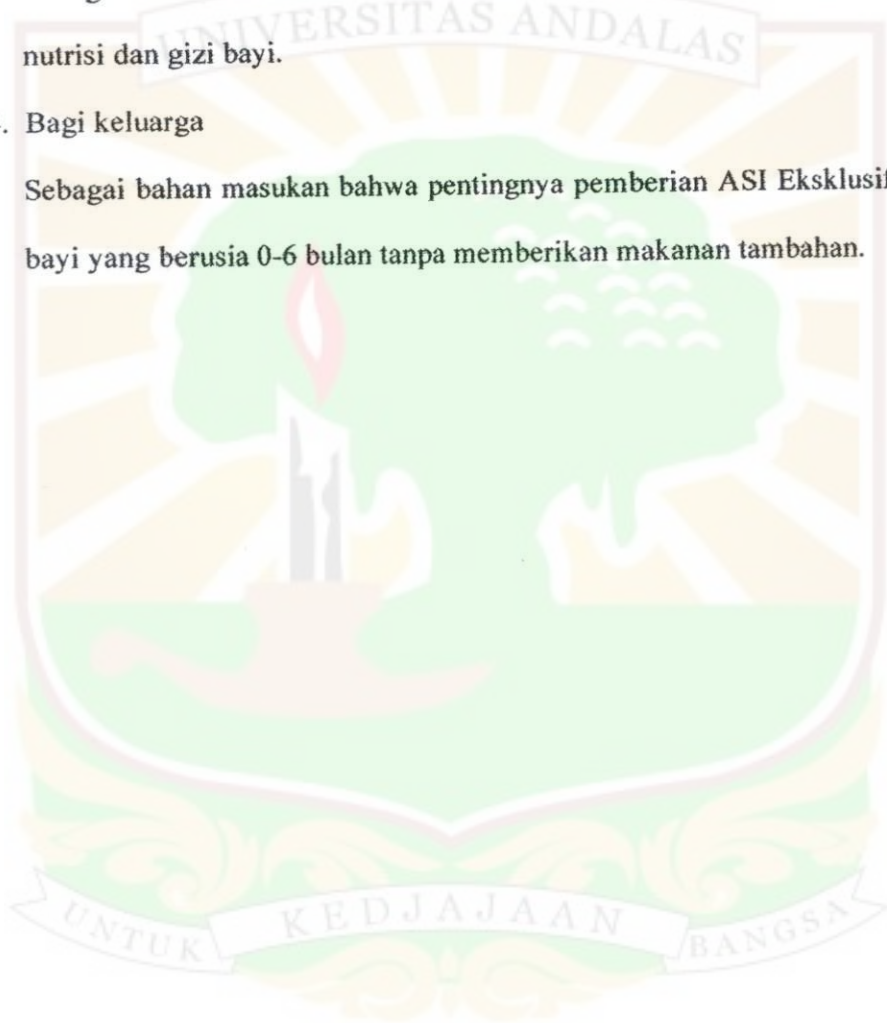 UNIVERSITAS ANDALAS
nutrisi dan gizi bayi.
. Bagi keluarga
Sebagai bahan masukan bahwa pentingnya pemberian ASI Eksklusif
bayi yang berusia 0-6 bulan tanpa memberikan makanan tambahan.
UNTUK KEDJAJAAN BANGSA